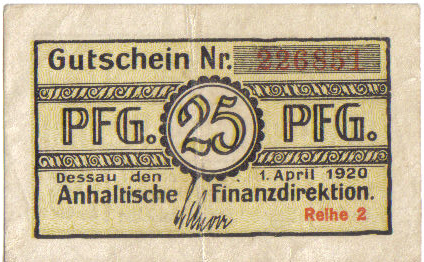 Gutschein Nr. 226851
PFG. 25 PFG.
Dessau den 1. April 1920
Anhaltische Finanzdirektion.
Reihe 2